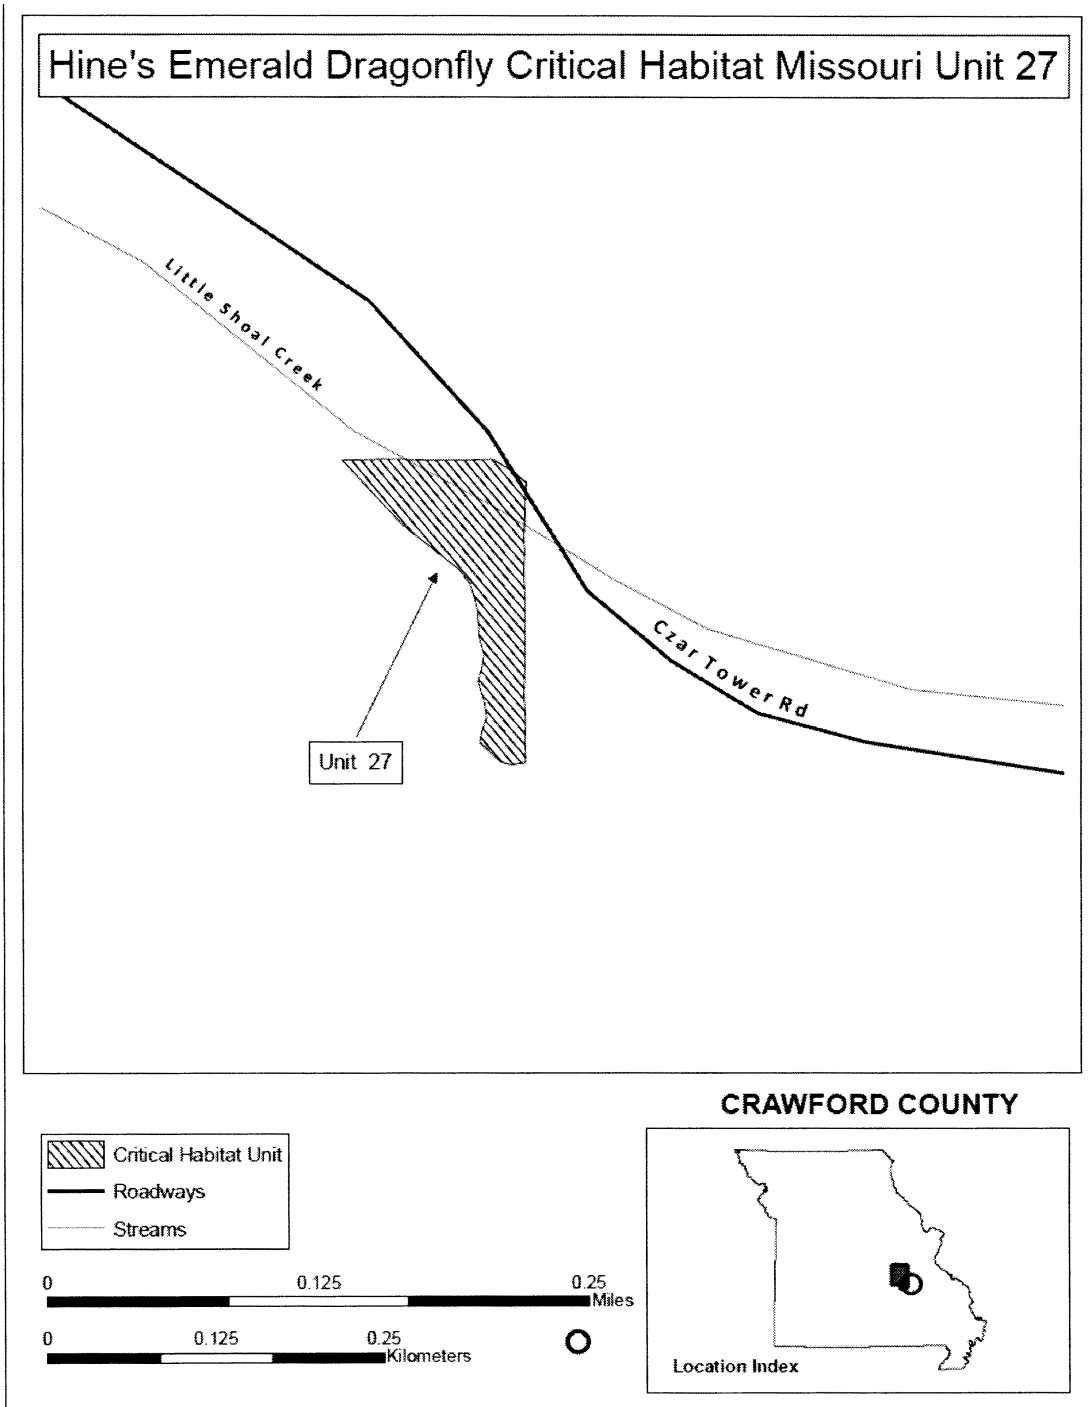 Hine's Emerald Dragonfly Critical Habitat Missouri Unit 27
Little Shoal Creek
Czar Tower Rd
Unit 27
CRAWFORD COUNTY
Critical Habitat Unit
Roadways
Streams
0 0.125 0.25
Miles
0 0.125 0.25
Kilometers
Location Index